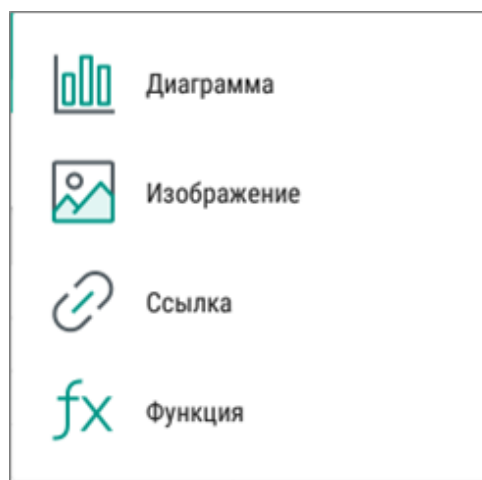 Диаграмма
Изображение
Ссылка
fx Функция